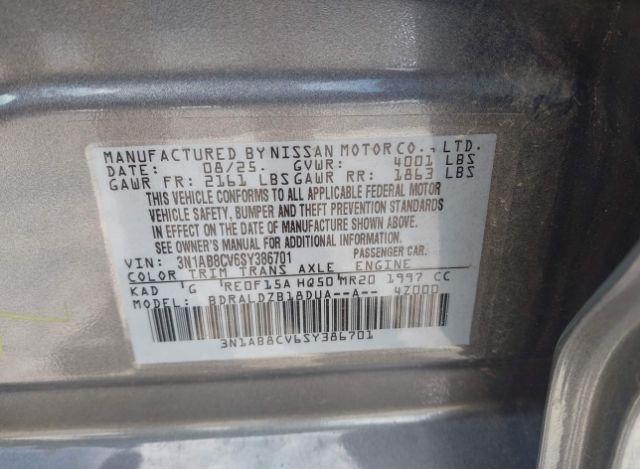 MANUFACTURED BY NISSAN MOTOR CO., LTD.
DATE: 08/25. GVWR: 4001 LBS
GAWR FR: 2161 LBS GAWR RR: 1863 LBS
THIS VEHICLE CONFORMS TO ALL APPLICABLE FEDERAL MOTOR
VEHICLE SAFETY, BUMPER AND THEFT PREVENTION STANDARDS
IN EFFECT ON THE DATE OF MANUFACTURE SHOWN ABOVE.
SEE OWNER'S MANUAL FOR ADDITIONAL INFORMATION
VIN: 3N1AB8CV6SY386701 PASSENGER CAR.
COLOR TRIM TRANS AXLE ENGINE
KAD G RE0F15A HQ50 MR20 1997 CC
MODEL: BDRALDZB18DUA--A-- 47000
3N1AB8CV6SY386701